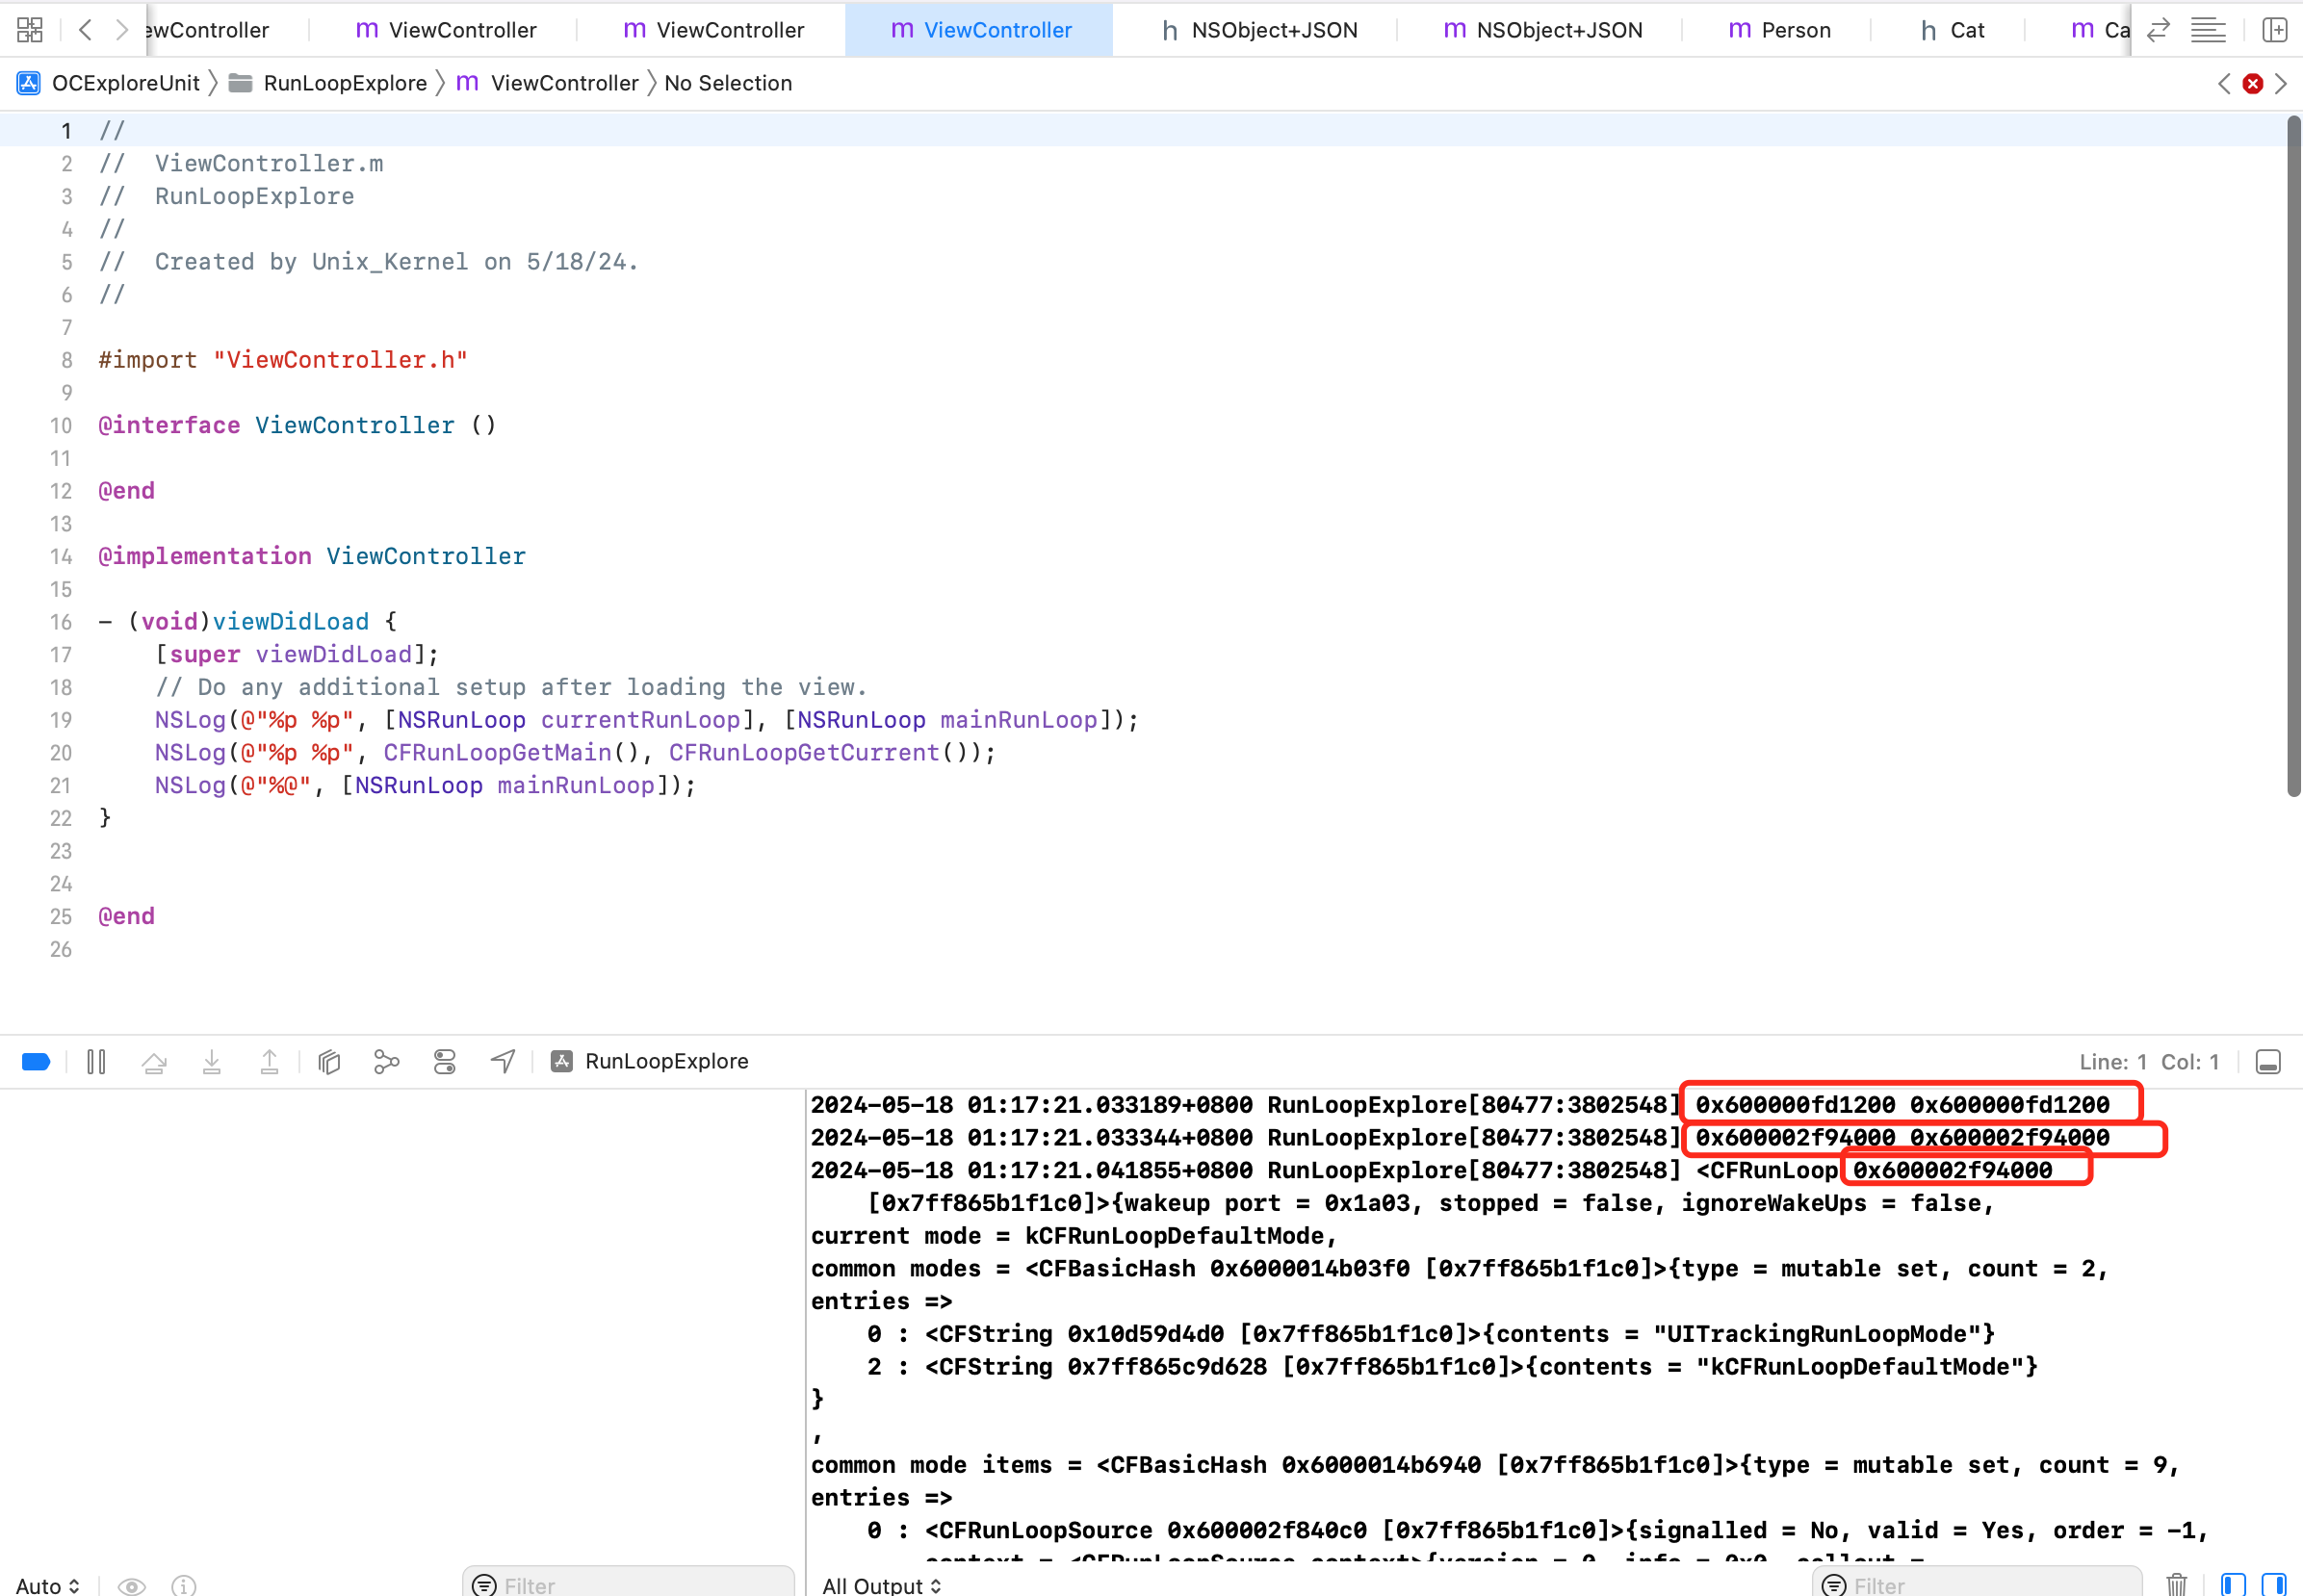 ewController
m ViewController
m ViewController
m ViewController
h NSObject+JSON
m NSObject+JSON
m Person
h Cat
m Ca
OCExploreUnit 〉 RunLoopExplore 〉 m ViewController 〉 No Selection
1 //
2 //  ViewController.m
3 //  RunLoopExplore
4 //
5 //  Created by Unix_Kernel on 5/18/24.
6 //
7
8 #import "ViewController.h"
9
10 @interface ViewController ()
11
12 @end
13
14 @implementation ViewController
15
16 - (void)viewDidLoad {
17     [super viewDidLoad];
18     // Do any additional setup after loading the view.
19     NSLog(@"%p %p", [NSRunLoop currentRunLoop], [NSRunLoop mainRunLoop]);
20     NSLog(@"%p %p", CFRunLoopGetMain(), CFRunLoopGetCurrent());
21     NSLog(@"%@", [NSRunLoop mainRunLoop]);
22 }
23
24
25 @end
26
RunLoopExplore
Line: 1 Col: 1
2024-05-18 01:17:21.033189+0800 RunLoopExplore[80477:3802548] 0x600000fd1200 0x600000fd1200
2024-05-18 01:17:21.033344+0800 RunLoopExplore[80477:3802548] 0x600002f94000 0x600002f94000
2024-05-18 01:17:21.041855+0800 RunLoopExplore[80477:3802548] <CFRunLoop 0x600002f94000
    [0x7ff865b1f1c0]>{wakeup port = 0x1a03, stopped = false, ignoreWakeUps = false,
current mode = kCFRunLoopDefaultMode,
common modes = <CFBasicHash 0x6000014b03f0 [0x7ff865b1f1c0]>{type = mutable set, count = 2,
entries =>
    0 : <CFString 0x10d59d4d0 [0x7ff865b1f1c0]>{contents = "UITrackingRunLoopMode"}
    2 : <CFString 0x7ff865c9d628 [0x7ff865b1f1c0]>{contents = "kCFRunLoopDefaultMode"}
}
,
common mode items = <CFBasicHash 0x6000014b6940 [0x7ff865b1f1c0]>{type = mutable set, count = 9,
entries =>
    0 : <CFRunLoopSource 0x600002f840c0 [0x7ff865b1f1c0]>{signalled = No, valid = Yes, order = -1,
        context = <CFRunLoopSource context>{version = 0, info = 0x0, callout =
Auto
Filter
All Output
Filter